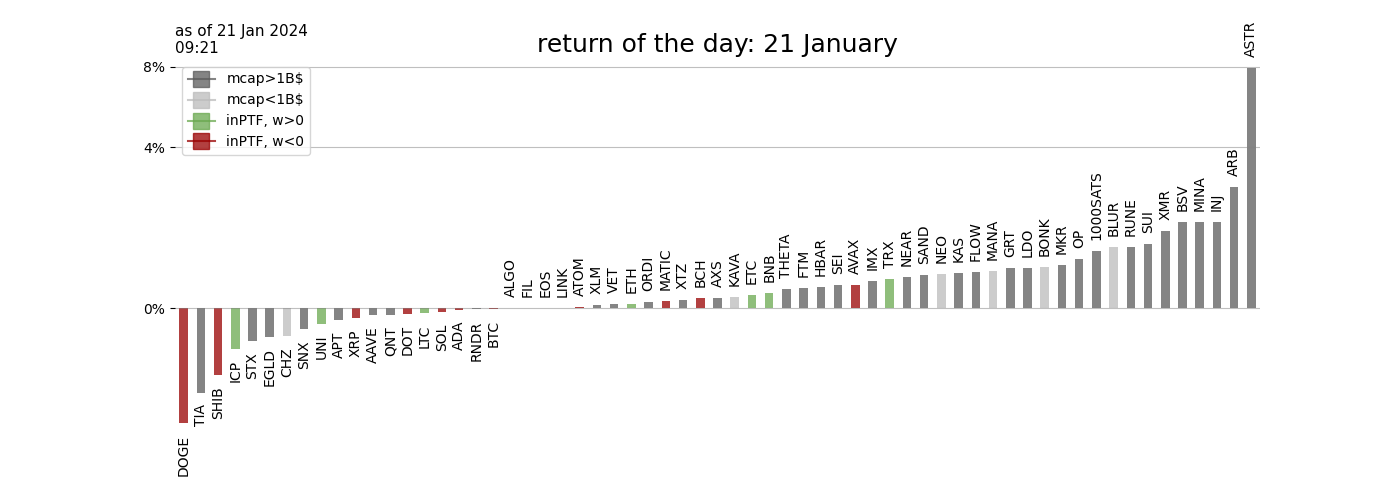 as of 21 Jan 2024
09:21
return of the day: 21 January
8%
4%
0%
mcap>1B$
mcap<1B$
inPTF, w>0
inPTF, w<0
DOGE
TIA
SHIB
ICP
STX
EGLD
CHZ
SNX
UNI
APT
XRP
AAVE
QNT
DOT
LTC
SOL
ADA
RNDR
BTC
ALGO
FIL
EOS
LINK
ATOM
XLM
VET
ETH
ORDI
MATIC
XTZ
BCH
AXS
KAVA
ETC
BNB
THETA
FTM
HBAR
SEI
AVAX
IMX
TRX
NEAR
SAND
NEO
KAS
FLOW
MANA
GRT
LDO
BONK
MKR
OP
1000SATS
BLUR
RUNE
SUI
XMR
BSV
MINA
INJ
ARB
ASTR